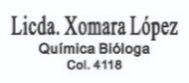 Licda. Xomara López
Química Bióloga
Col. 4118